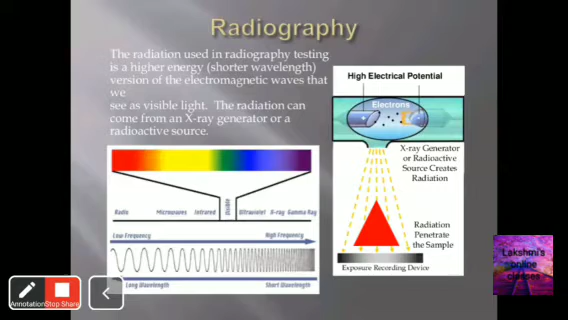 Radiography
The radiation used in radiography testing
is a higher energy (shorter wavelength)
version of the electromagnetic waves that
we
see as visible light. The radiation can
come from an X-ray generator or a
radioactive source.
High Electrical Potential
+ -
Electrons
X-ray Generator
or Radioactive
Source Creates
Radiation
Radiation
Penetrate
the Sample
Exposure Recording Device
Radio Microwaves Infrared Visible Ultraviolet X-ray Gamma Ray
Low Frequency High Frequency
Long Wavelength Short Wavelength
Lakshmi's
online
classes
Annotation Stop Share